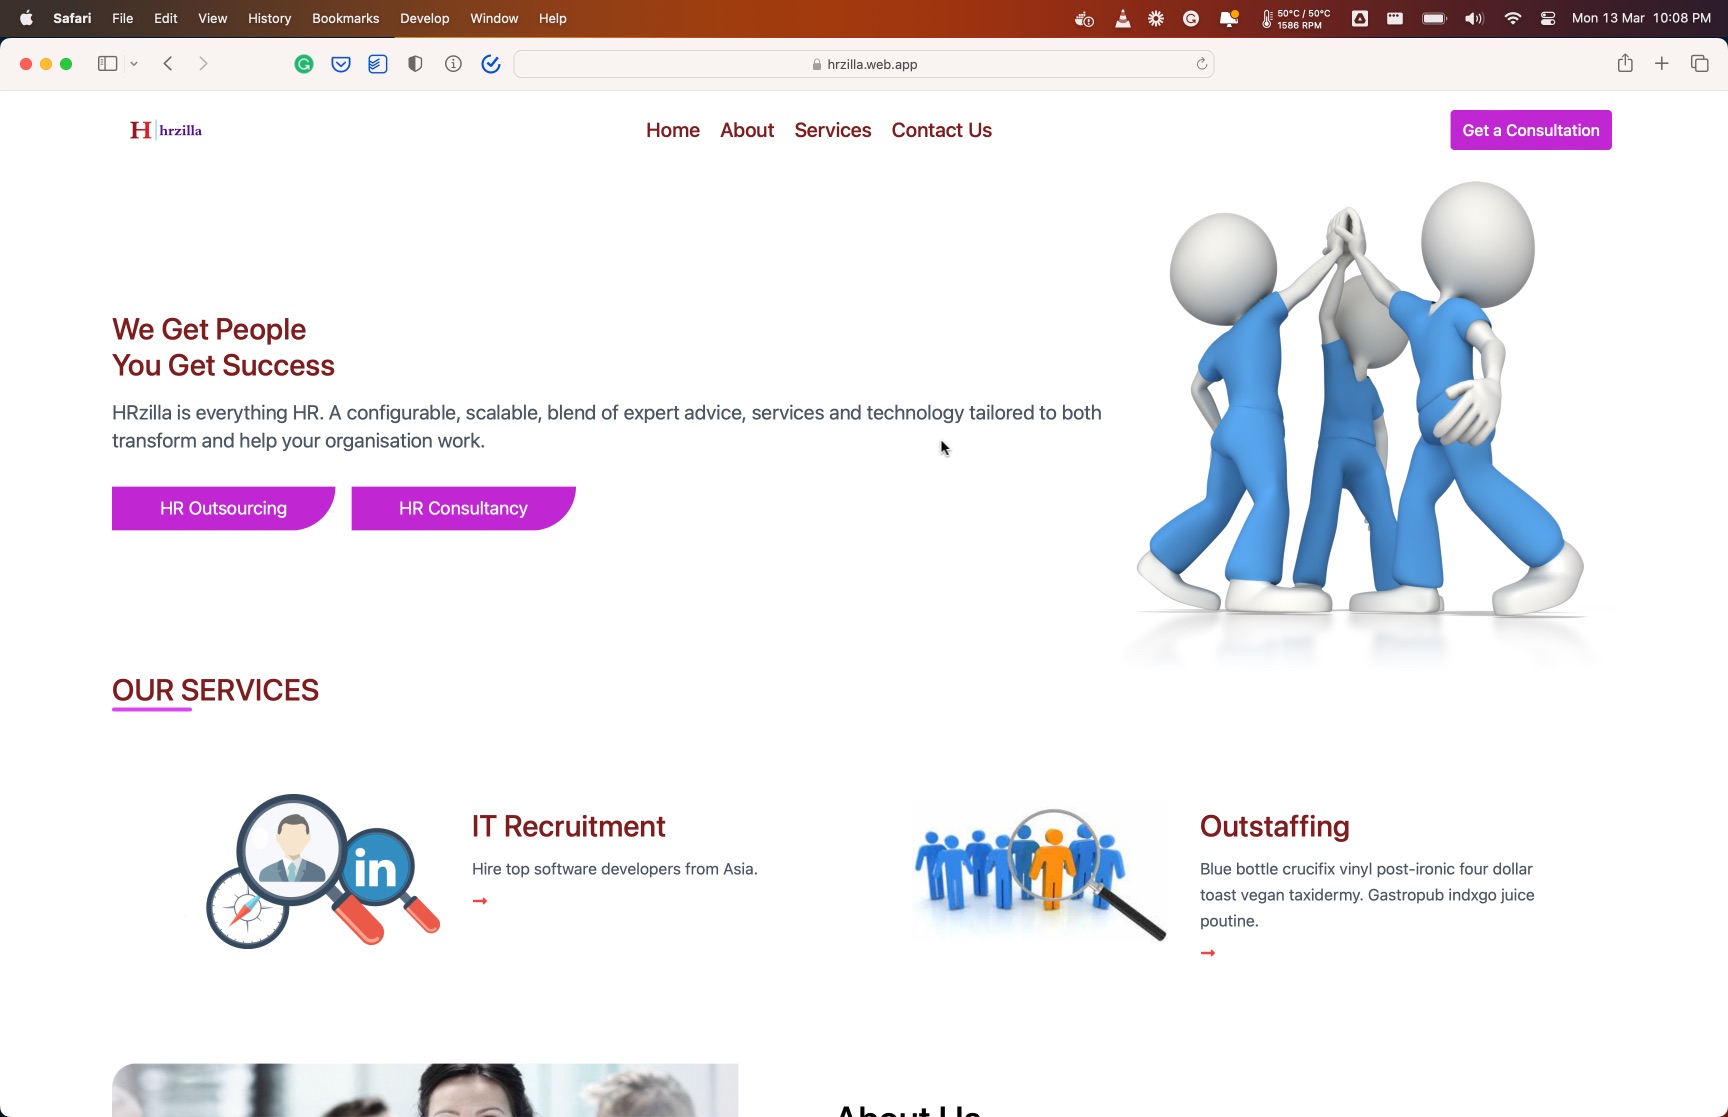 Safari File Edit View History Bookmarks Develop Window Help
50°C / 50°C
1586 RPM
Mon 13 Mar 10:08 PM
hrzilla.web.app
H hrzilla
Home About Services Contact Us
Get a Consultation
We Get People
You Get Success
HRzilla is everything HR. A configurable, scalable, blend of expert advice, services and technology tailored to both
transform and help your organisation work.
HR Outsourcing
HR Consultancy
OUR SERVICES
in
IT Recruitment
Hire top software developers from Asia.
Outstaffing
Blue bottle crucifix vinyl post-ironic four dollar
toast vegan taxidermy. Gastropub indxgo juice
poutine.
About Us